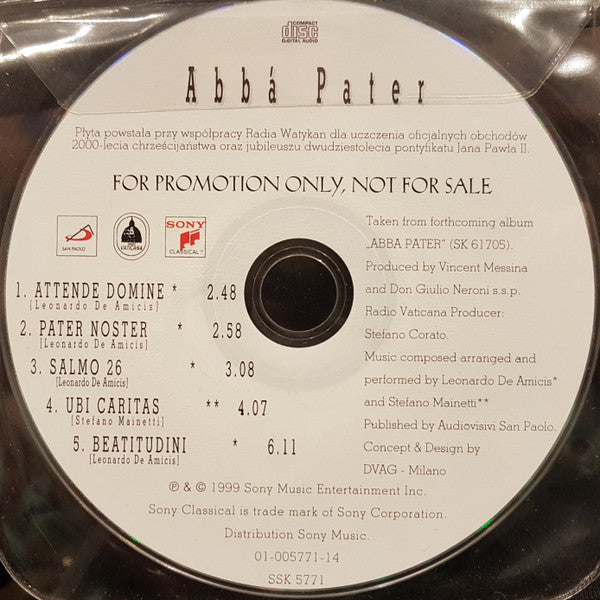 COMPACT
disc
DIGITAL AUDIO
Abbá Pater
Płyta powstała przy współpracy Radia Watykan dla uczczenia oficjalnych obchodów
2000-lecia chrześcijaństwa oraz jubileuszu dwudziestolecia pontyfikatu Jana Pawła II.
FOR PROMOTION ONLY, NOT FOR SALE
SAN PAOLO
SONY
CLASSICAL™
1. ATTENDE DOMINE * 2.48
[Leonardo De Amicis]
2. PATER NOSTER * 2.58
[Leonardo De Amicis]
3. SALMO 26 * 3.08
[Leonardo De Amicis]
4. UBI CARITAS ** 4.07
[Stefano Mainetti]
5. BEATITUDINI * 6.11
[Leonardo De Amicis]
Taken from forthcoming album
„ABBA PATER” (SK 61705).
Produced by Vincent Messina
and Don Giulio Neroni s.s.p.
Radio Vaticana Producer:
Stefano Corato.
Music composed arranged and
performed by Leonardo De Amicis*
and Stefano Mainetti**
Published by Audiovisivi San Paolo.
Concept & Design by
DVAG - Milano
℗ & © 1999 Sony Music Entertainment Inc.
Sony Classical is trade mark of Sony Corporation.
Distribution Sony Music.
01-005771-14
SSK 5771